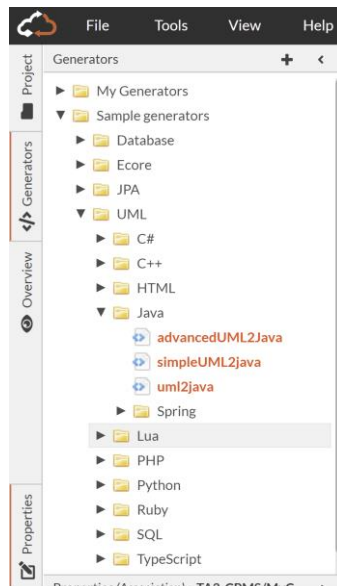 File Tools View Help
Project
Generators
Overview
Properties
Generators + <
My Generators
Sample generators
Database
Ecore
JPA
UML
C#
C++
HTML
Java
advancedUML2Java
simpleUML2java
uml2java
Spring
Lua
PHP
Python
Ruby
SQL
TypeScript